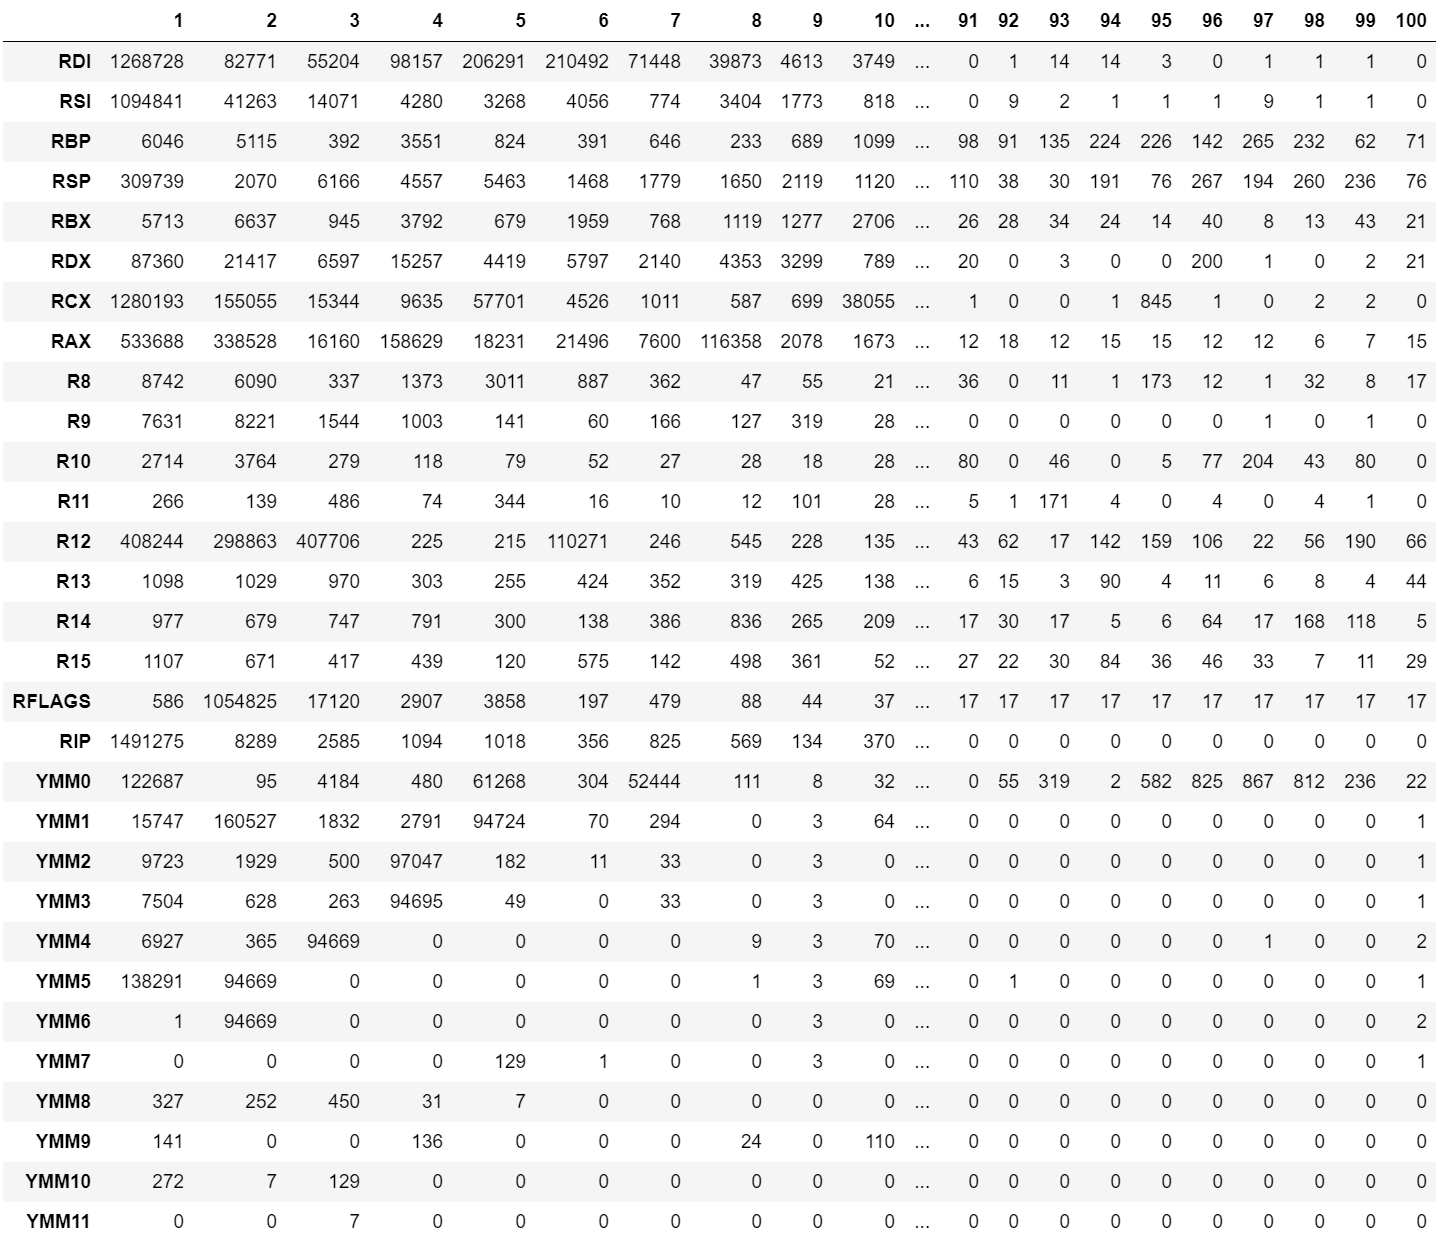 1 2 3 4 5 6 7 8 9 10 ... 91 92 93 94 95 96 97 98 99 100
RDI 1268728 82771 55204 98157 206291 210492 71448 39873 4613 3749 ... 0 1 14 14 3 0 1 1 1 0
RSI 1094841 41263 14071 4280 3268 4056 774 3404 1773 818 ... 0 9 2 1 1 1 9 1 1 0
RBP 6046 5115 392 3551 824 391 646 233 689 1099 ... 98 91 135 224 226 142 265 232 62 71
RSP 309739 2070 6166 4557 5463 1468 1779 1650 2119 1120 ... 110 38 30 191 76 267 194 260 236 76
RBX 5713 6637 945 3792 679 1959 768 1119 1277 2706 ... 26 28 34 24 14 40 8 13 43 21
RDX 87360 21417 6597 15257 4419 5797 2140 4353 3299 789 ... 20 0 3 0 0 200 1 0 2 21
RCX 1280193 155055 15344 9635 57701 4526 1011 587 699 38055 ... 1 0 0 1 845 1 0 2 2 0
RAX 533688 338528 16160 158629 18231 21496 7600 116358 2078 1673 ... 12 18 12 15 15 12 12 6 7 15
R8 8742 6090 337 1373 3011 887 362 47 55 21 ... 36 0 11 1 173 12 1 32 8 17
R9 7631 8221 1544 1003 141 60 166 127 319 28 ... 0 0 0 0 0 0 1 0 1 0
R10 2714 3764 279 118 79 52 27 28 18 28 ... 80 0 46 0 5 77 204 43 80 0
R11 266 139 486 74 344 16 10 12 101 28 ... 5 1 171 4 0 4 0 4 1 0
R12 408244 298863 407706 225 215 110271 246 545 228 135 ... 43 62 17 142 159 106 22 56 190 66
R13 1098 1029 970 303 255 424 352 319 425 138 ... 6 15 3 90 4 11 6 8 4 44
R14 977 679 747 791 300 138 386 836 265 209 ... 17 30 17 5 6 64 17 168 118 5
R15 1107 671 417 439 120 575 142 498 361 52 ... 27 22 30 84 36 46 33 7 11 29
RFLAGS 586 1054825 17120 2907 3858 197 479 88 44 37 ... 17 17 17 17 17 17 17 17 17 17
RIP 1491275 8289 2585 1094 1018 356 825 569 134 370 ... 0 0 0 0 0 0 0 0 0 0
YMM0 122687 95 4184 480 61268 304 52444 111 8 32 ... 0 55 319 2 582 825 867 812 236 22
YMM1 15747 160527 1832 2791 94724 70 294 0 3 64 ... 0 0 0 0 0 0 0 0 0 1
YMM2 9723 1929 500 97047 182 11 33 0 3 0 ... 0 0 0 0 0 0 0 0 0 1
YMM3 7504 628 263 94695 49 0 33 0 3 0 ... 0 0 0 0 0 0 0 0 0 1
YMM4 6927 365 94669 0 0 0 0 9 3 70 ... 0 0 0 0 0 0 1 0 0 2
YMM5 138291 94669 0 0 0 0 0 1 3 69 ... 0 1 0 0 0 0 0 0 0 1
YMM6 1 94669 0 0 0 0 0 0 3 0 ... 0 0 0 0 0 0 0 0 0 2
YMM7 0 0 0 0 129 1 0 0 3 0 ... 0 0 0 0 0 0 0 0 0 1
YMM8 327 252 450 31 7 0 0 0 0 0 ... 0 0 0 0 0 0 0 0 0 0
YMM9 141 0 0 136 0 0 0 24 0 110 ... 0 0 0 0 0 0 0 0 0 0
YMM10 272 7 129 0 0 0 0 0 0 0 ... 0 0 0 0 0 0 0 0 0 0
YMM11 0 0 7 0 0 0 0 0 0 0 ... 0 0 0 0 0 0 0 0 0 0